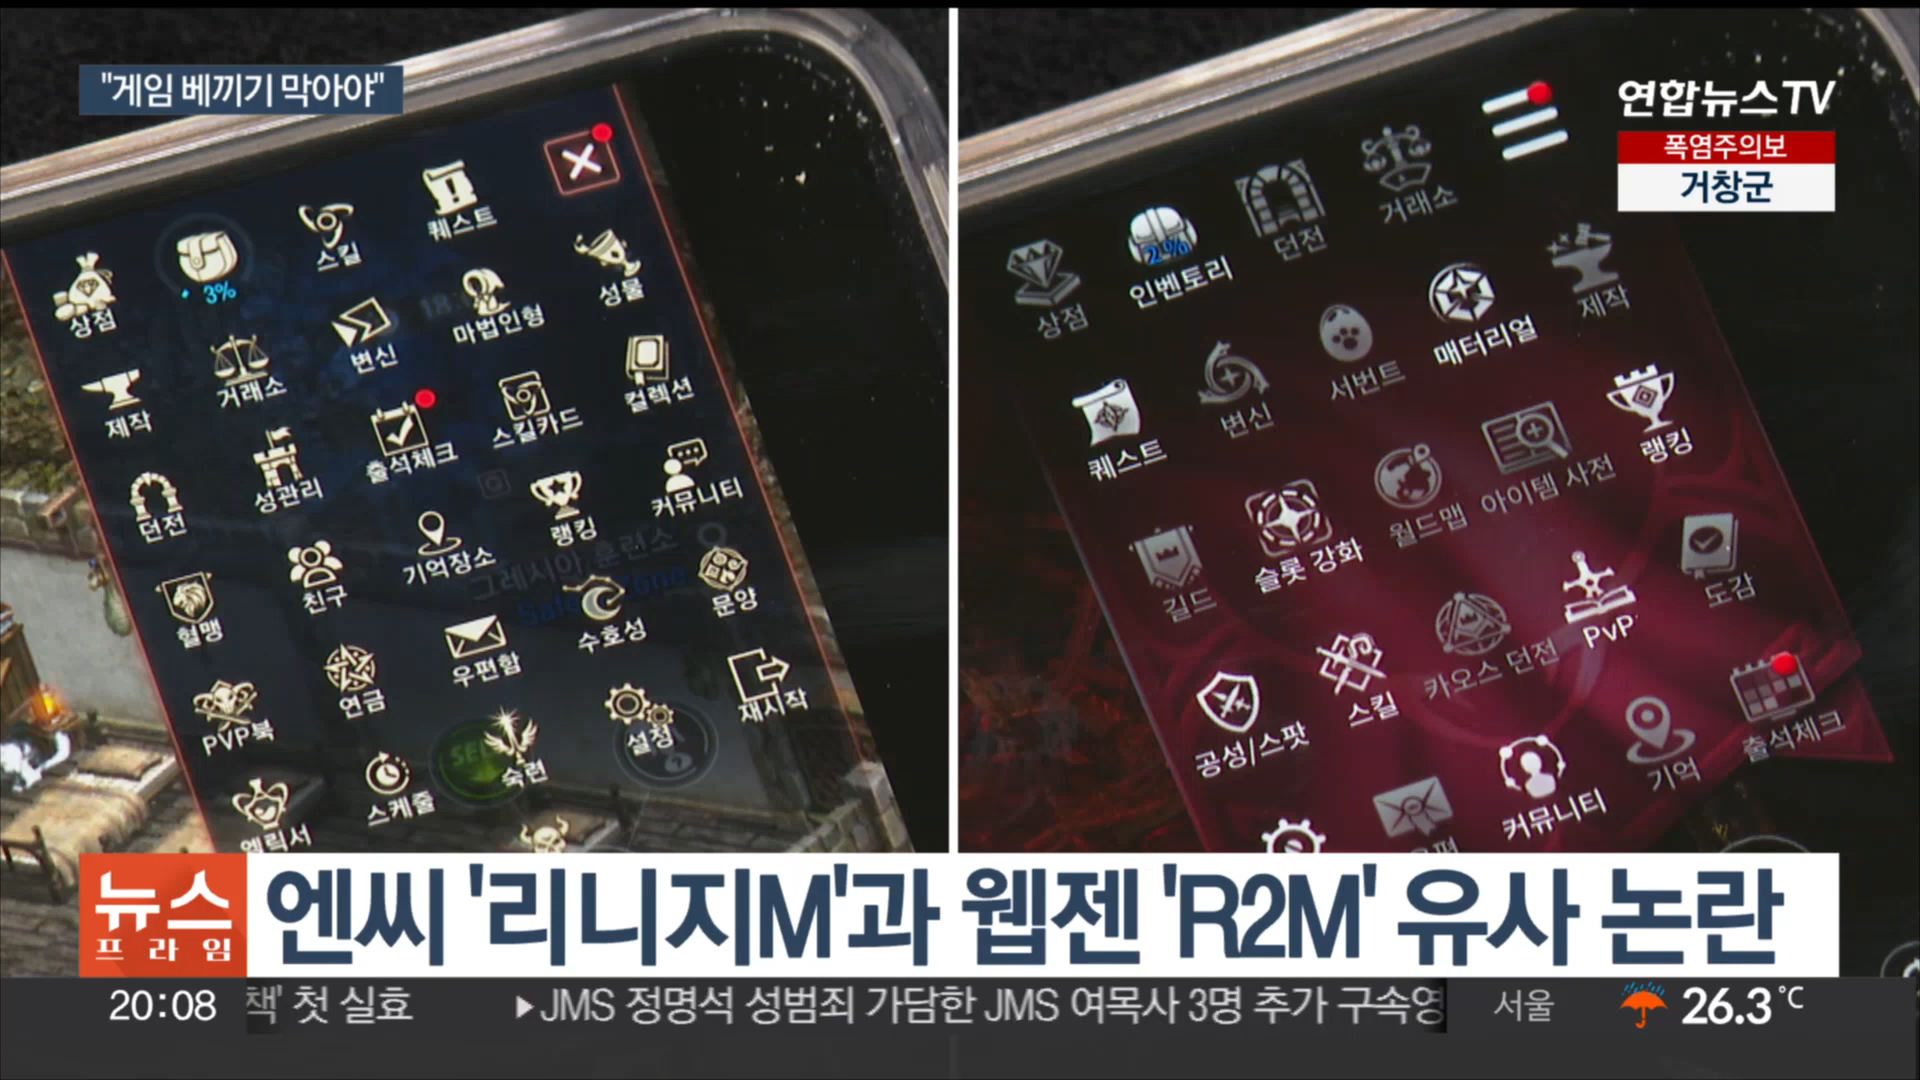 "게임 베끼기 막아야"
연합뉴스TV
폭염주의보
거창군
상점
3%
스킬
퀘스트
제작
거래소
변신
마법인형
성물
던전
성관리
출석체크
스킬카드
컬렉션
혈맹
친구
기억장소
랭킹
커뮤니티
그레시아 훈련소
PVP북
연금
우편함
수호성
문양
엘릭서
스케줄
숙련
설정
재시작
상점
2%
인벤토리
던전
거래소
퀘스트
변신
서번트
매터리얼
제작
길드
슬롯 강화
월드맵
아이템 사전
랭킹
공성/스팟
스킬
카오스 던전
PvP
도감
커뮤니티
기억
출석체크
뉴스
프라임
엔씨 '리니지M'과 웹젠 'R2M' 유사 논란
20:08
책' 첫 실효
▶JMS 정명석 성범죄 가담한 JMS 여목사 3명 추가 구속영
서울
26.3℃